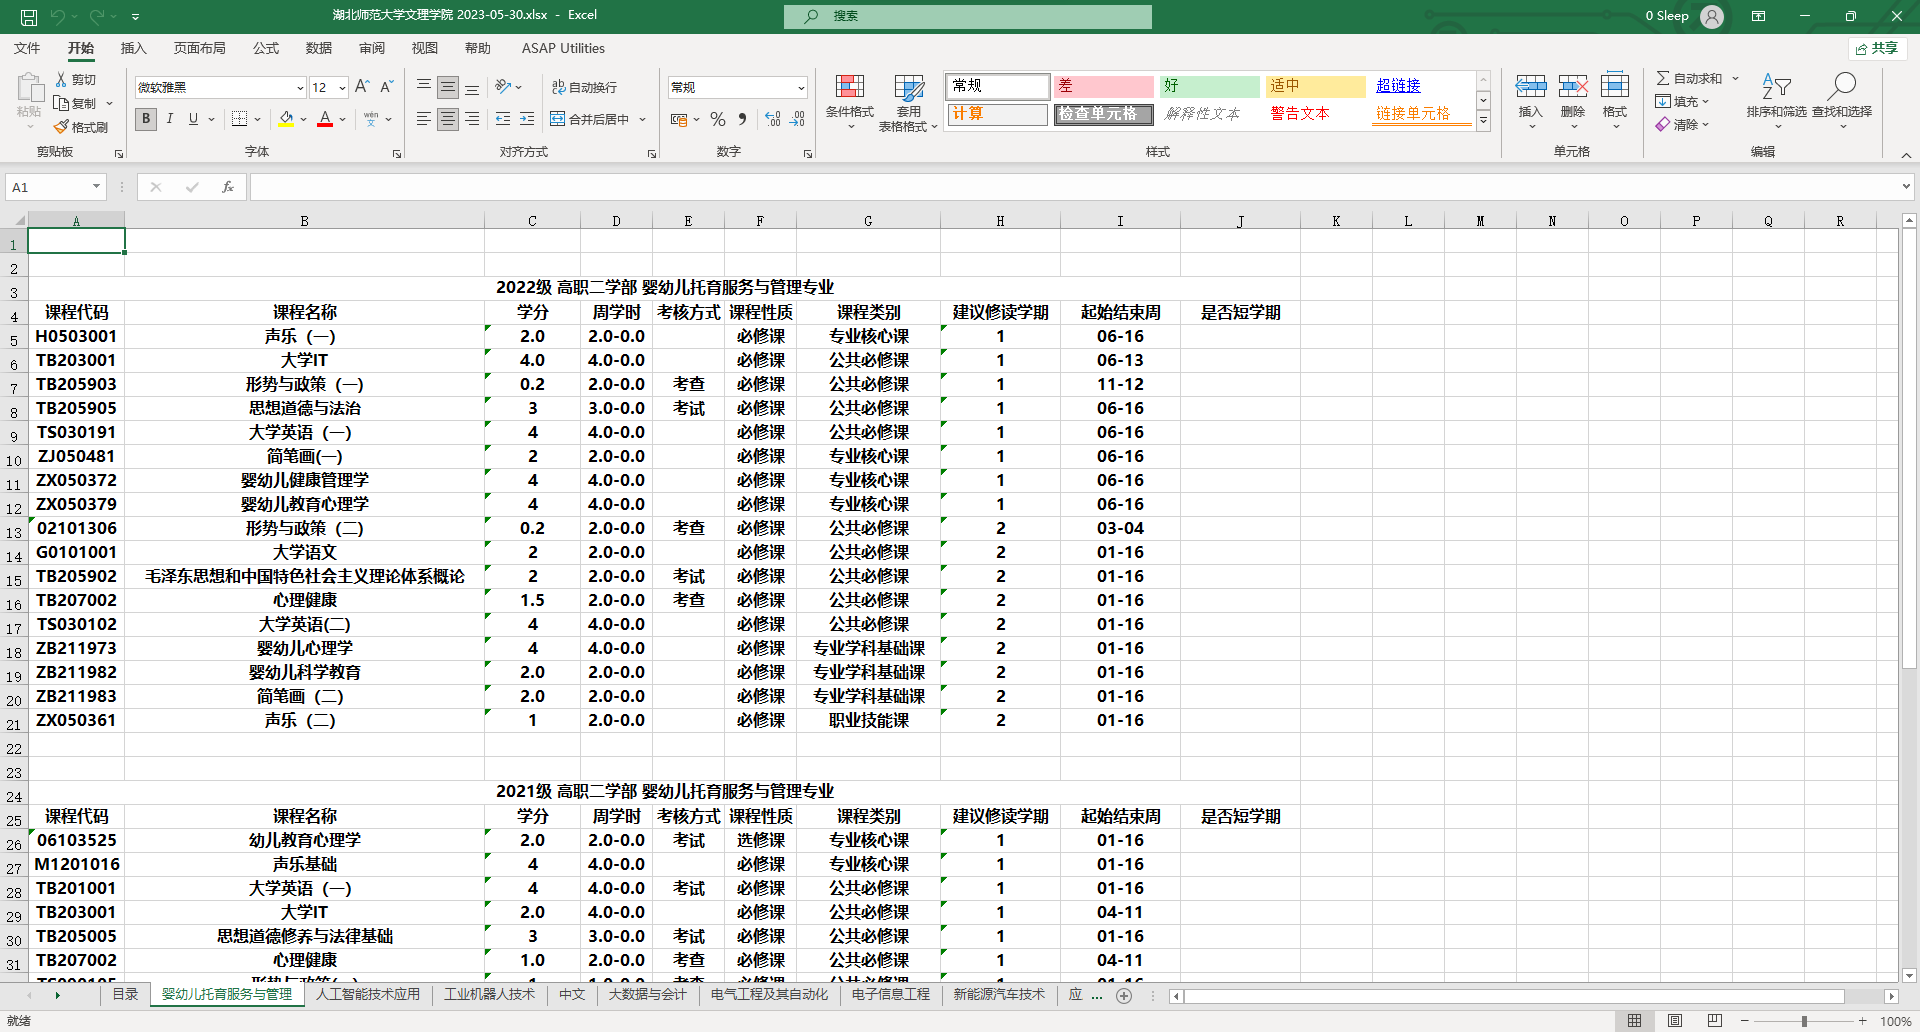 湖北师范大学文理学院 2023-05-30.xlsx - Excel
搜索
0 Sleep
文件 开始 插入 页面布局 公式 数据 审阅 视图 帮助 ASAP Utilities
共享
粘贴 剪切 复制 格式刷
微软雅黑 12
B I U A wén 文
自动换行
合并后居中
常规
条件格式 套用 表格格式
常规 差 好 适中 超链接
计算 检查单元格 解释性文本 警告文本 链接单元格
插入 删除 格式
自动求和 填充 清除 排序和筛选 查找和选择
剪贴板 字体 对齐方式 数字 样式 单元格 编辑
A1 fx
A B C D E F G H I J K L M N O P Q R
1
2
3 2022级 高职二学部 婴幼儿托育服务与管理专业
4 课程代码 课程名称 学分 周学时 考核方式 课程性质 课程类别 建议修读学期 起始结束周 是否短学期
5 H0503001 声乐（一） 2.0 2.0-0.0 必修课 专业核心课 1 06-16
6 TB203001 大学IT 4.0 4.0-0.0 必修课 公共必修课 1 06-13
7 TB205903 形势与政策（一） 0.2 2.0-0.0 考查 必修课 公共必修课 1 11-12
8 TB205905 思想道德与法治 3 3.0-0.0 考试 必修课 公共必修课 1 06-16
9 TS030191 大学英语（一） 4 4.0-0.0 必修课 公共必修课 1 06-16
10 ZJ050481 简笔画(一) 2 2.0-0.0 必修课 专业核心课 1 06-16
11 ZX050372 婴幼儿健康管理学 4 4.0-0.0 必修课 专业核心课 1 06-16
12 ZX050379 婴幼儿教育心理学 4 4.0-0.0 必修课 专业核心课 1 06-16
13 02101306 形势与政策（二） 0.2 2.0-0.0 考查 必修课 公共必修课 2 03-04
14 G0101001 大学语文 2 2.0-0.0 必修课 公共必修课 2 01-16
15 TB205902 毛泽东思想和中国特色社会主义理论体系概论 2 2.0-0.0 考试 必修课 公共必修课 2 01-16
16 TB207002 心理健康 1.5 2.0-0.0 考查 必修课 公共必修课 2 01-16
17 TS030102 大学英语(二) 4 4.0-0.0 必修课 公共必修课 2 01-16
18 ZB211973 婴幼儿心理学 4 4.0-0.0 必修课 专业学科基础课 2 01-16
19 ZB211982 婴幼儿科学教育 2.0 2.0-0.0 必修课 专业学科基础课 2 01-16
20 ZB211983 简笔画（二） 2.0 2.0-0.0 必修课 专业学科基础课 2 01-16
21 ZX050361 声乐（二） 1 2.0-0.0 必修课 职业技能课 2 01-16
22
23
24 2021级 高职二学部 婴幼儿托育服务与管理专业
25 课程代码 课程名称 学分 周学时 考核方式 课程性质 课程类别 建议修读学期 起始结束周 是否短学期
26 06103525 幼儿教育心理学 2.0 2.0-0.0 考试 选修课 专业核心课 1 01-16
27 M1201016 声乐基础 4 4.0-0.0 必修课 专业核心课 1 01-16
28 TB201001 大学英语（一） 4 4.0-0.0 考试 必修课 公共必修课 1 01-16
29 TB203001 大学IT 2.0 4.0-0.0 必修课 公共必修课 1 04-11
30 TB205005 思想道德修养与法律基础 3 3.0-0.0 考试 必修课 公共必修课 1 01-16
31 TB207002 心理健康 1.0 2.0-0.0 考查 必修课 公共必修课 1 04-11
目录 婴幼儿托育服务与管理 人工智能技术应用 工业机器人技术 中文 大数据与会计 电气工程及其自动化 电子信息工程 新能源汽车技术 应 ...
就绪 100%